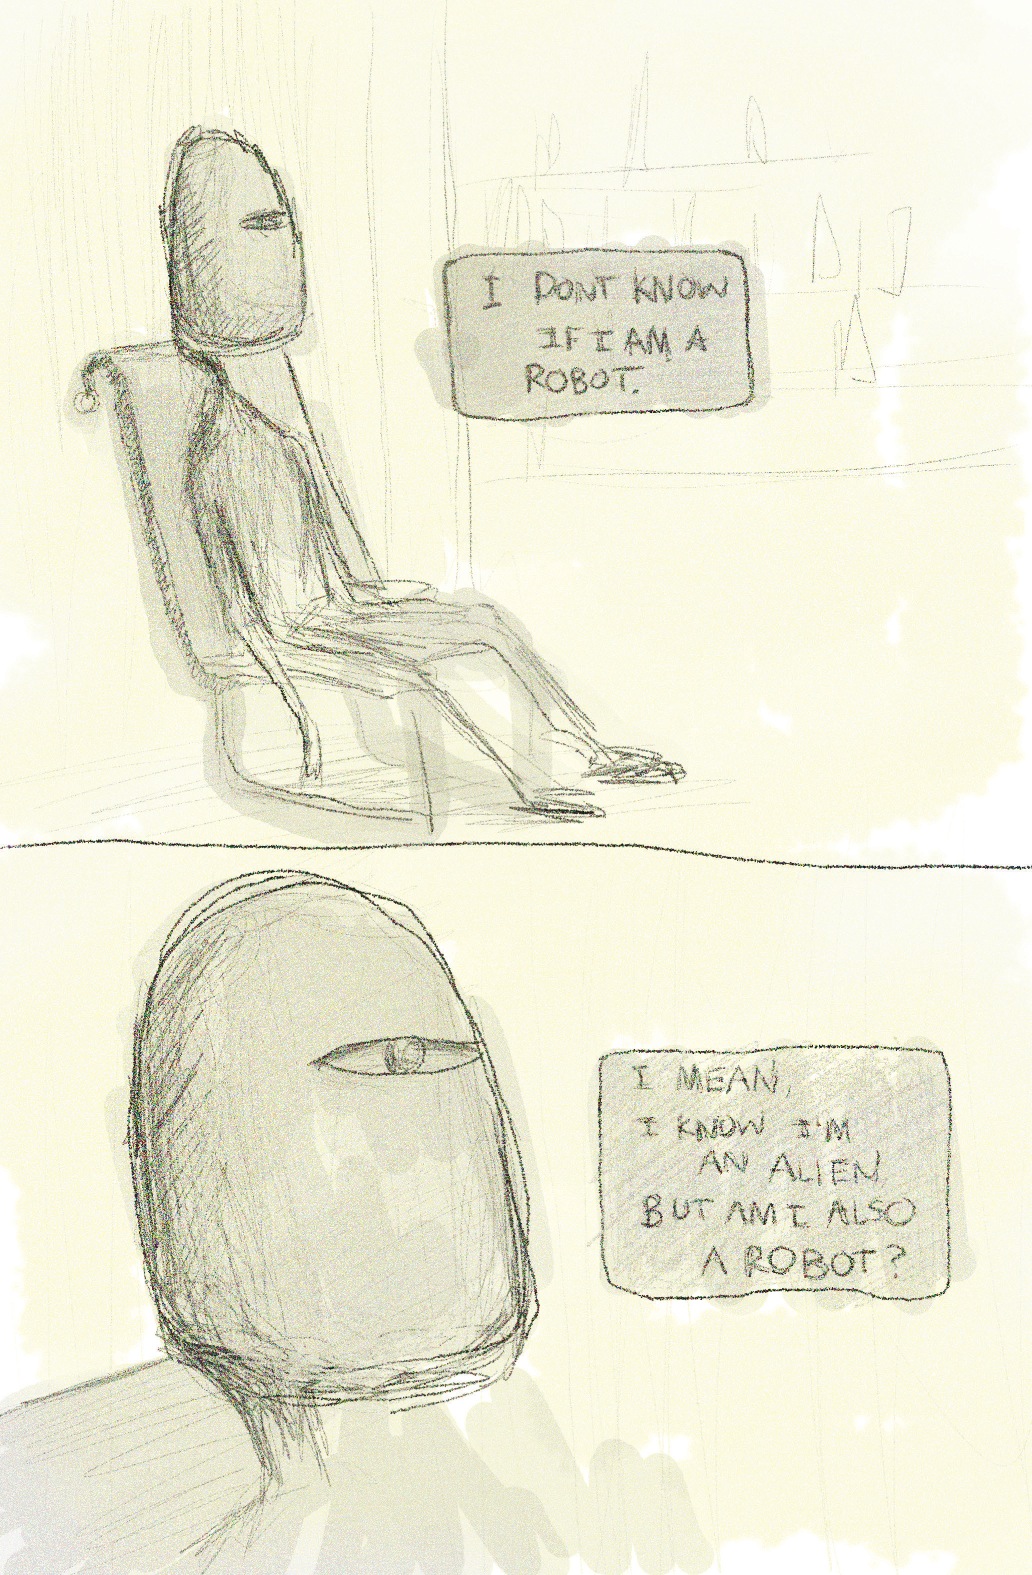 I DONT KNOW
IF I AM A
ROBOT.
I MEAN,
I KNOW I'M
AN ALIEN
BUT AM I ALSO
A ROBOT?